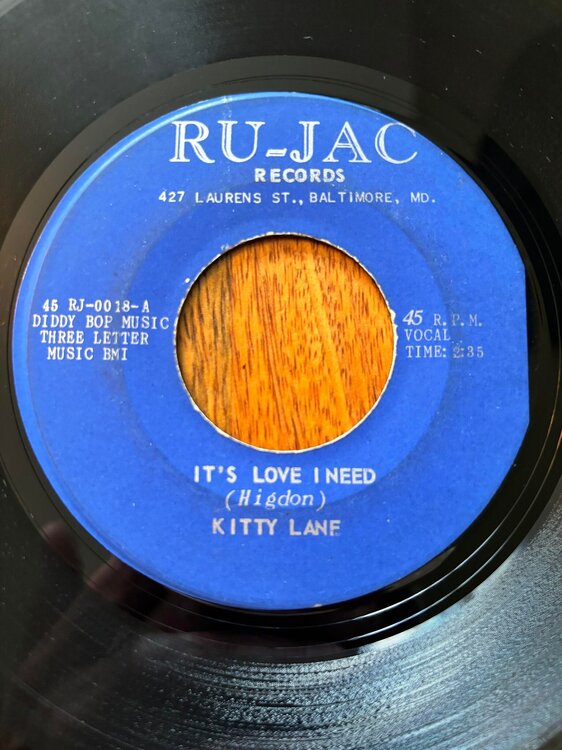 RU-JAC
RECORDS
427 LAURENS ST., BALTIMORE, MD.
45 RJ-0018-A
DIDDY BOP MUSIC
THREE LETTER
MUSIC BMI
45 R.P.M.
VOCAL
TIME: 2:35
IT'S LOVE I NEED
(Higdon)
KITTY LANE